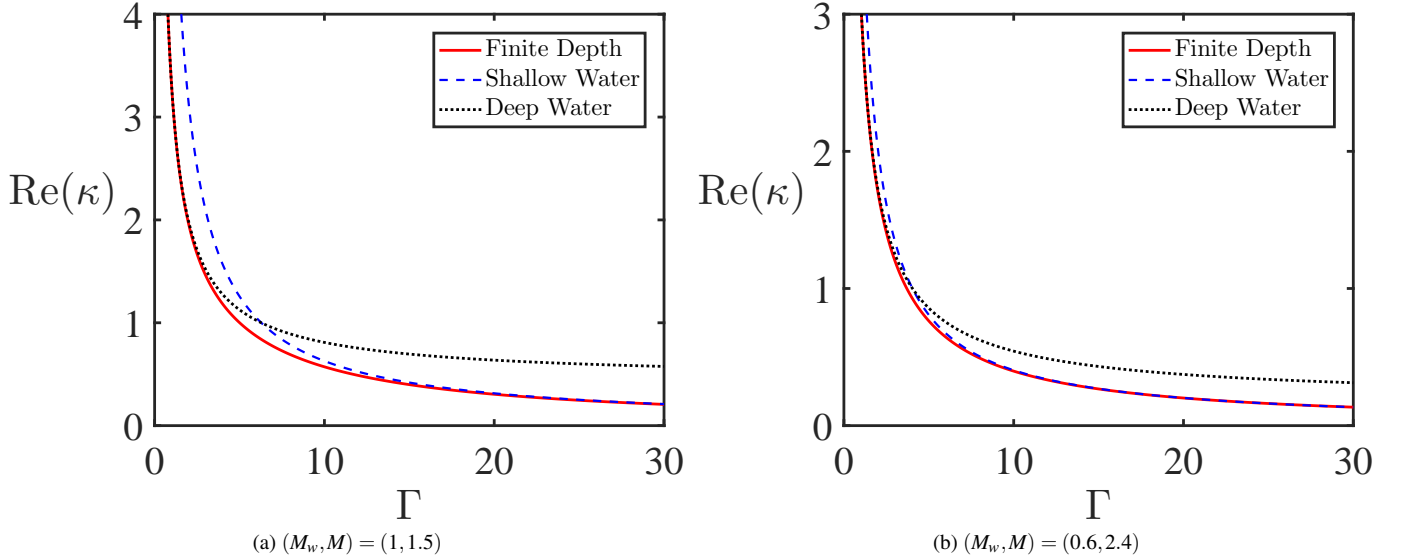 4
3
2
1
0
Re(κ)
Finite Depth
Shallow Water
Deep Water
0
10
20
30
Γ
(a) (M_w, M) = (1, 1.5)
3
2
1
0
Re(κ)
Finite Depth
Shallow Water
Deep Water
0
10
20
30
Γ
(b) (M_w, M) = (0.6, 2.4)